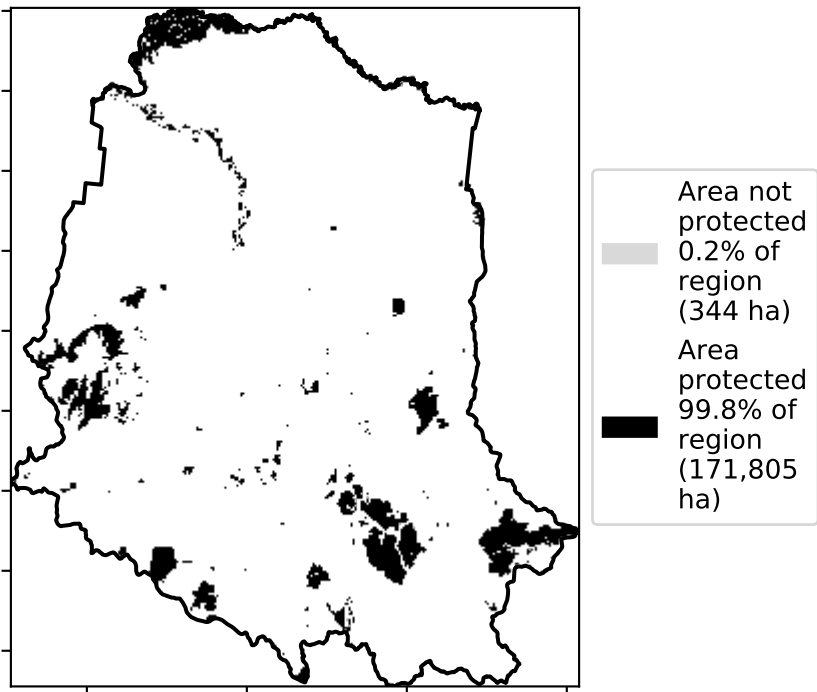 Area not
protected
0.2% of
region
(344 ha)
Area
protected
99.8% of
region
(171,805
ha)